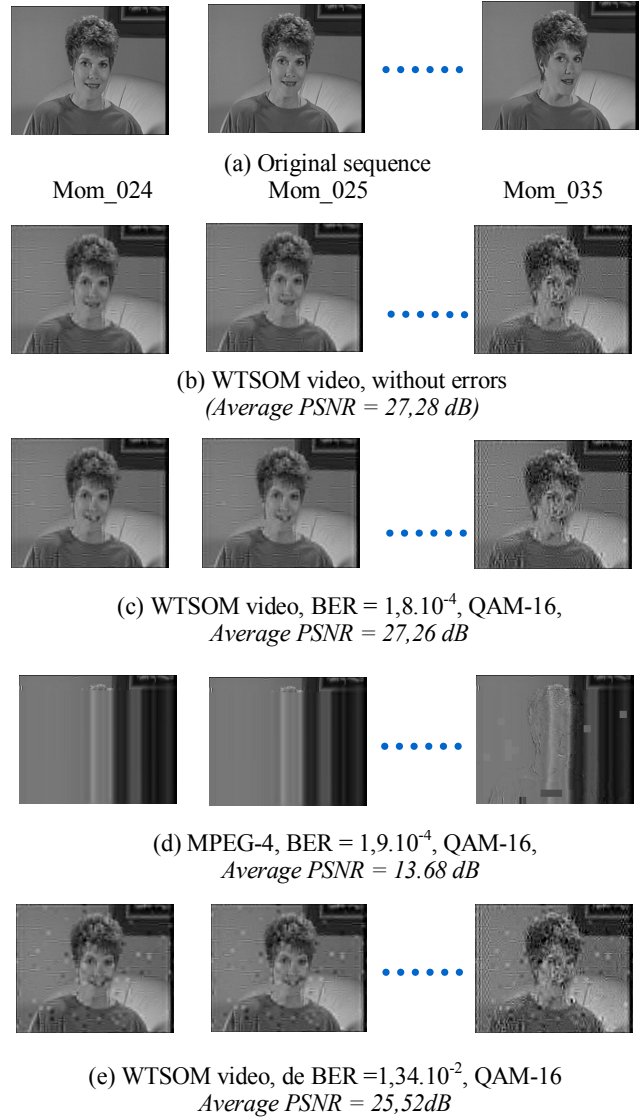 (a) Original sequence
Mom_024 Mom_025 Mom_035
(b) WTSOM video, without errors
(Average PSNR = 27,28 dB)
(c) WTSOM video, BER = 1,8.10⁻⁴, QAM-16,
Average PSNR = 27,26 dB
(d) MPEG-4, BER = 1,9.10⁻⁴, QAM-16,
Average PSNR = 13.68 dB
(e) WTSOM video, de BER =1,34.10⁻², QAM-16
Average PSNR = 25,52dB